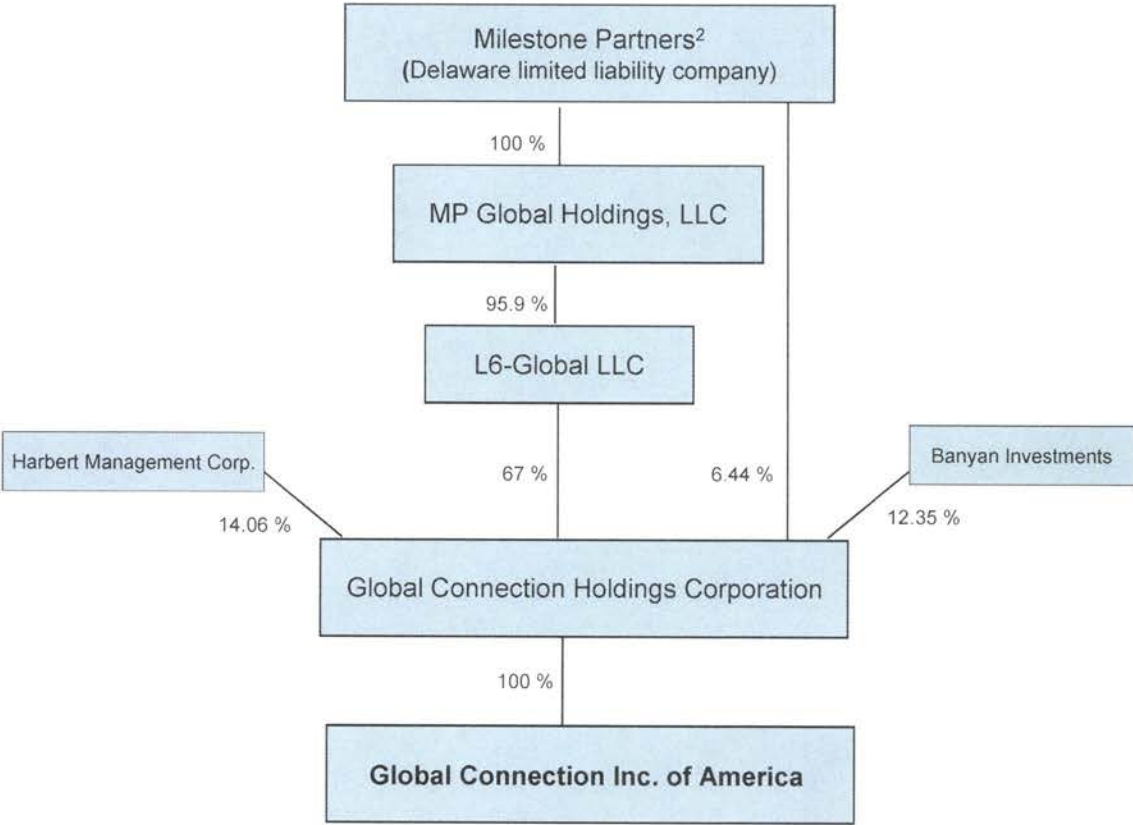 Milestone Partners²
(Delaware limited liability company)
100 %
MP Global Holdings, LLC
95.9 %
L6-Global LLC
Harbert Management Corp.
67 %
6.44 %
Banyan Investments
14.06 %
12.35 %
Global Connection Holdings Corporation
100 %
Global Connection Inc. of America